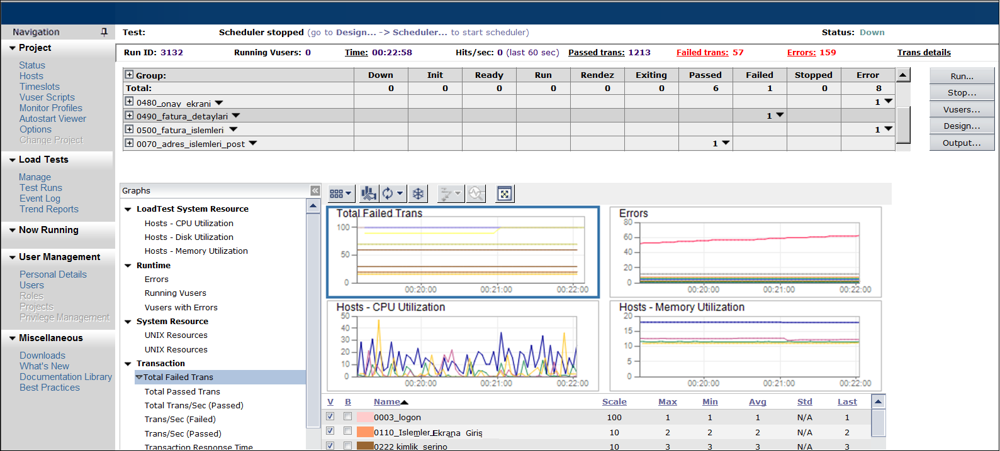 Navigation
Test: Scheduler stopped (go to Design... -> Scheduler... to start scheduler) Status: Down
Project
Status
Hosts
Timeslots
Vuser Scripts
Monitor Profiles
Autostart Viewer
Options
Change Project
Load Tests
Manage
Test Runs
Event Log
Trend Reports
Now Running
User Management
Personal Details
Users
Roles
Projects
Privilege Management
Miscellaneous
Downloads
What's New
Documentation Library
Best Practices
Run ID: 3132 Running Vusers: 0 Time: 00:22:58 Hits/sec: 0 (last 60 sec) Passed trans: 1213 Failed trans: 57 Errors: 159 Trans details
Group: Down Init Ready Run Rendez Exiting Passed Failed Stopped Error
Total: 0 0 0 0 0 0 6 1 0 8
0480_onay_ekrani 1
0490_fatura_detaylari 1
0500_fatura_islemleri 1
0070_adres_islemleri_post 1
Run...
Stop...
Vusers...
Design...
Output...
Graphs
LoadTest System Resource
Hosts - CPU Utilization
Hosts - Disk Utilization
Hosts - Memory Utilization
Runtime
Errors
Running Vusers
Vusers with Errors
System Resource
UNIX Resources
UNIX Resources
Transaction
Total Failed Trans
Total Passed Trans
Total Trans/Sec (Passed)
Trans/Sec (Failed)
Trans/Sec (Passed)
Transaction Response Time
Total Failed Trans
100
50
0
00:20:00 00:21:00 00:22:00
Errors
80
60
40
20
0
00:20:00 00:21:00 00:22:00
Hosts - CPU Utilization
50
40
30
20
10
0
00:20:00 00:21:00 00:22:00
Hosts - Memory Utilization
20
15
10
5
0
00:20:00 00:21:00 00:22:00
V B Name Scale Max Min Avg Std Last
0003_logon 100 1 1 1 N/A 1
0110_Islemler_Ekrana_Giris 10 2 2 2 N/A 2
0222 kimlik_serino 10 3 3 3 N/A 3